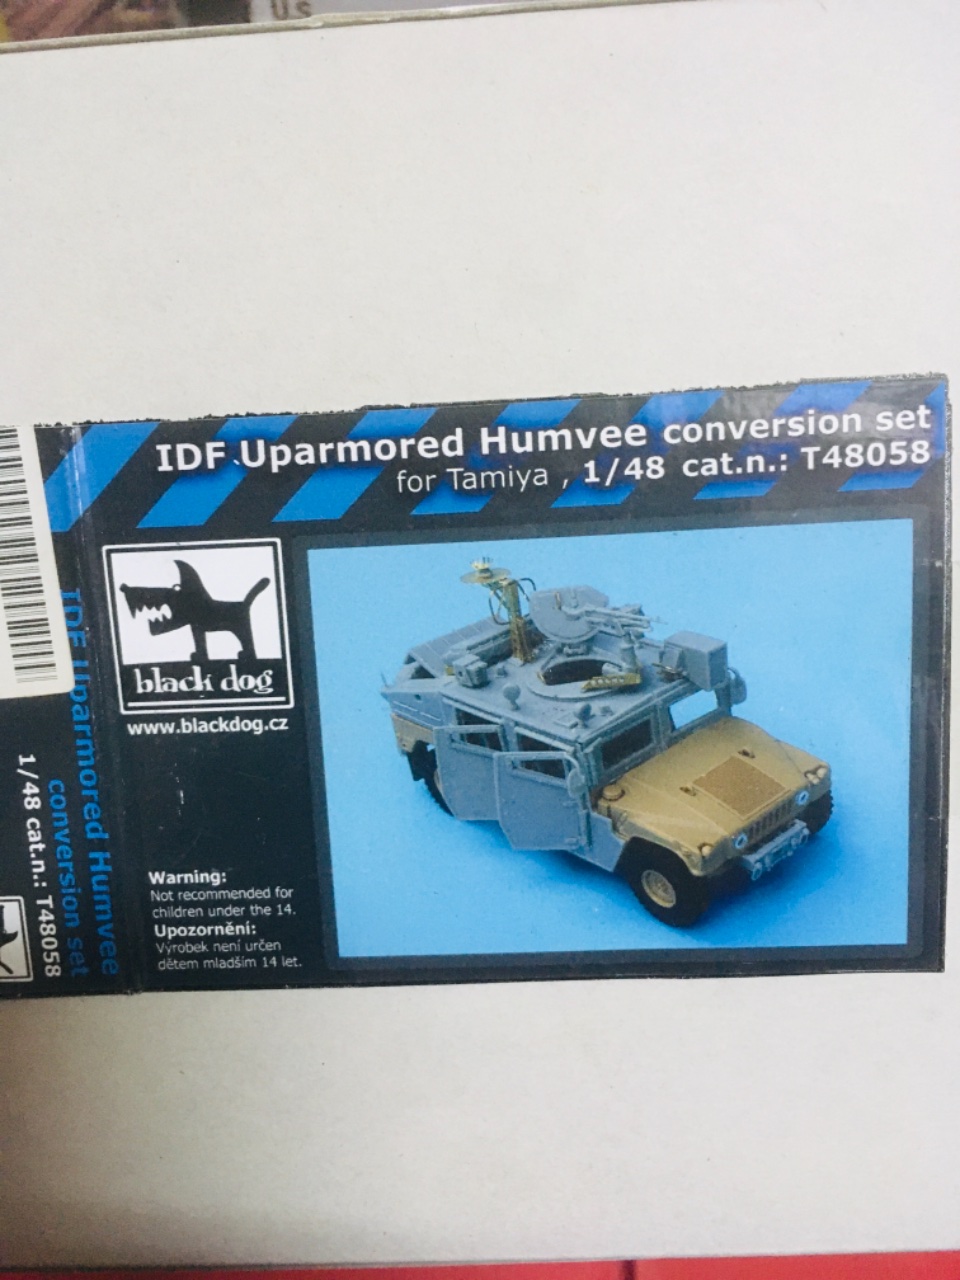 Us
IDF Uparmored Humvee conversion set
for Tamiya , 1/48 cat.n.: T48058
black dog
www.blackdog.cz
Warning:
Not recommended for
children under the 14.
Upozornění:
Výrobek není určen
dětem mladším 14 let.
IDF Uparmored Humvee
conversion set
1/48 cat.n.: T48058